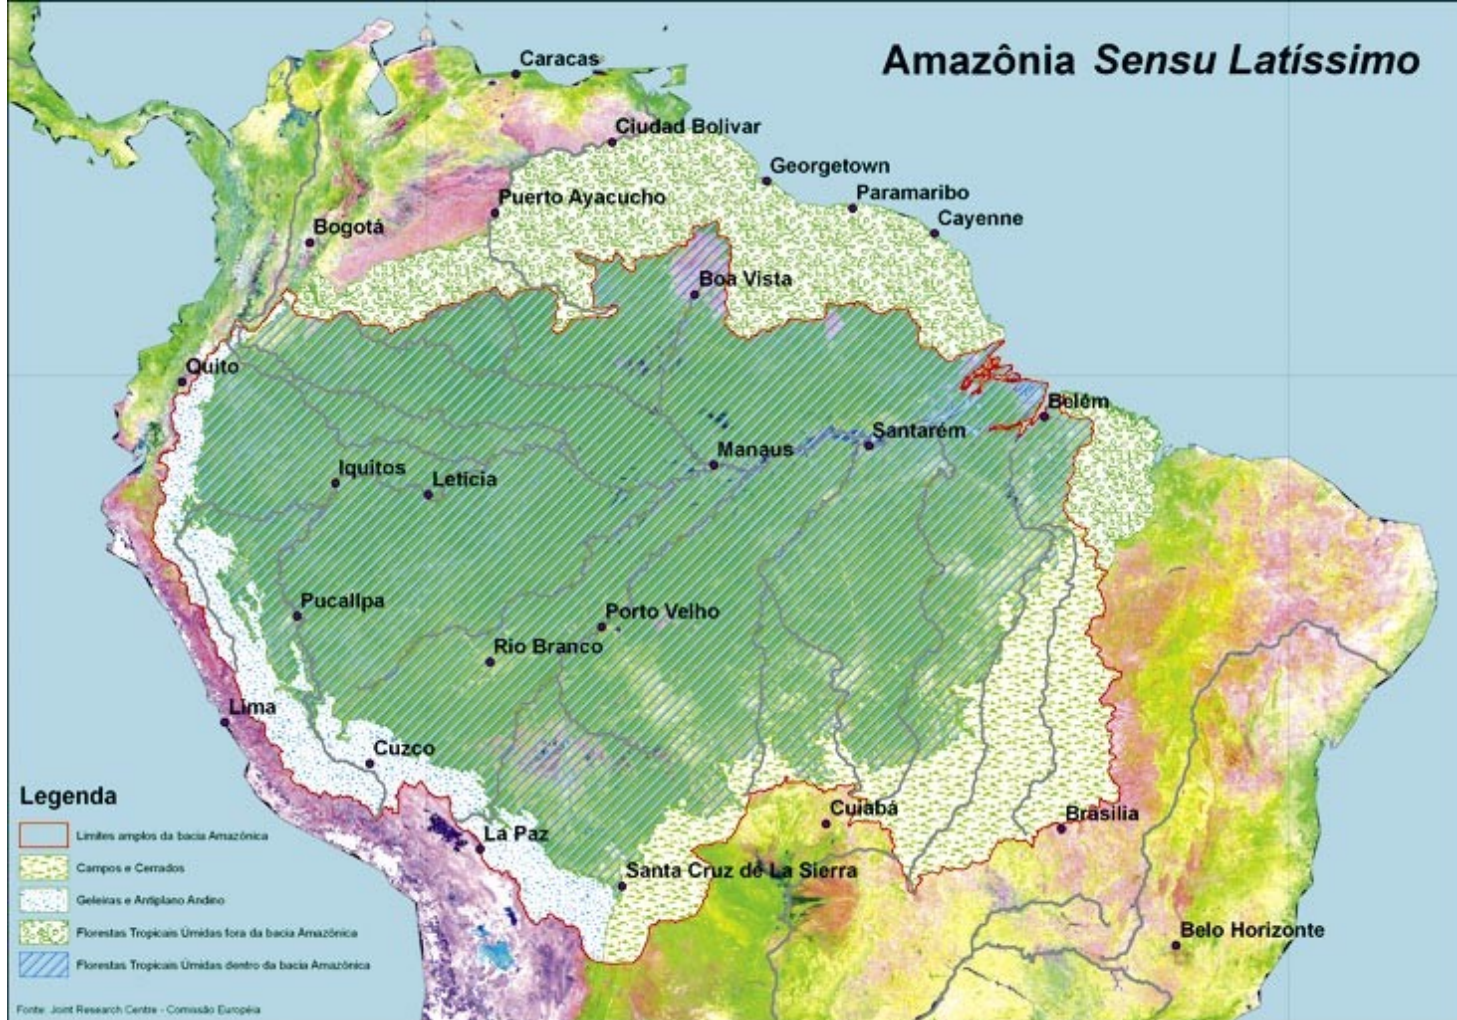 Amazônia Sensu Latíssimo
Caracas
Ciudad Bolivar
Georgetown
Puerto Ayacucho
Paramaribo
Cayenne
Bogotá
Boa Vista
Quito
Belém
Santarém
Manaus
Iquitos
Leticia
Pucallpa
Porto Velho
Rio Branco
Lima
Cuzco
Cuiabá
Brasilia
La Paz
Santa Cruz de La Sierra
Belo Horizonte
Legenda
Limites amplos da bacia Amazônica
Campos e Cerrados
Geleiras e Antiplano Andino
Florestas Tropicais Úmidas fora da bacia Amazônica
Florestas Tropicais Úmidas dentro da bacia Amazônica
Fonte: Joint Research Centre - Comissão Européia